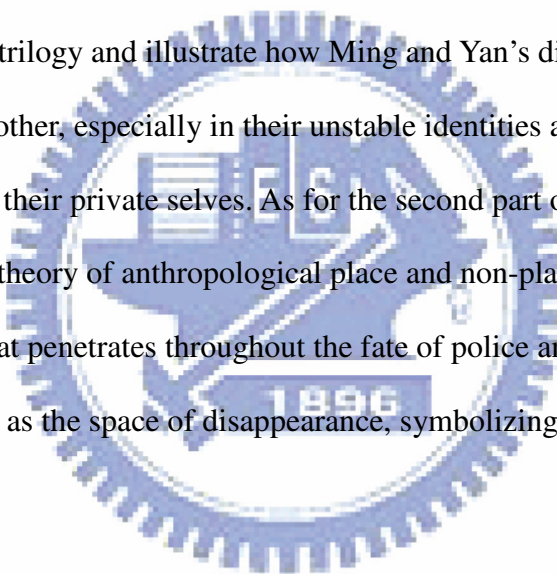 trilogy and illustrate how Ming and Yan's di
other, especially in their unstable identities a
their private selves. As for the second part o
theory of anthropological place and non-pla
at penetrates throughout the fate of police an
as the space of disappearance, symbolizing
E S
1896